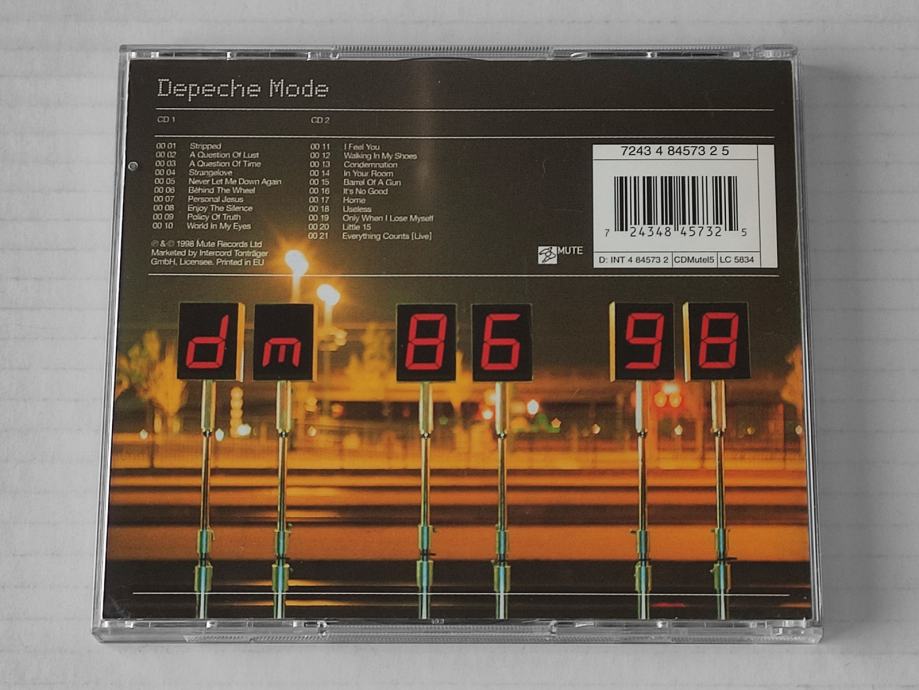 Depeche Mode
CD 1
CD 2
00 01 Stripped
00 02 A Question Of Lust
00 03 A Question Of Time
00 04 Strangelove
00 05 Never Let Me Down Again
00 06 Behind The Wheel
00 07 Personal Jesus
00 08 Enjoy The Silence
00 09 Policy Of Truth
00 10 World In My Eyes
00 11 I Feel You
00 12 Walking In My Shoes
00 13 Condemnation
00 14 In Your Room
00 15 Barrel Of A Gun
00 16 It's No Good
00 17 Home
00 18 Useless
00 19 Only When I Lose Myself
00 20 Little 15
00 21 Everything Counts [Live]
℗ & © 1998 Mute Records Ltd
Marketed by Intercord Tonträger
GmbH, Licensee. Printed in EU
MUTE
7243 4 84573 2 5
7 24348 45732 5
D: INT 4 84573 2 CDMutel5 LC 5834
dm 86 98